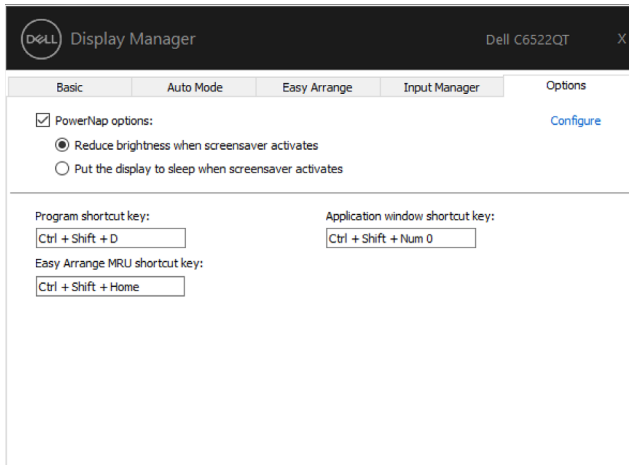 DELL Display Manager Dell C6522QT X
Basic Auto Mode Easy Arrange Input Manager Options
PowerNap options: Configure
Reduce brightness when screensaver activates
Put the display to sleep when screensaver activates
Program shortcut key: Application window shortcut key:
Ctrl + Shift + D Ctrl + Shift + Num 0
Easy Arrange MRU shortcut key:
Ctrl + Shift + Home